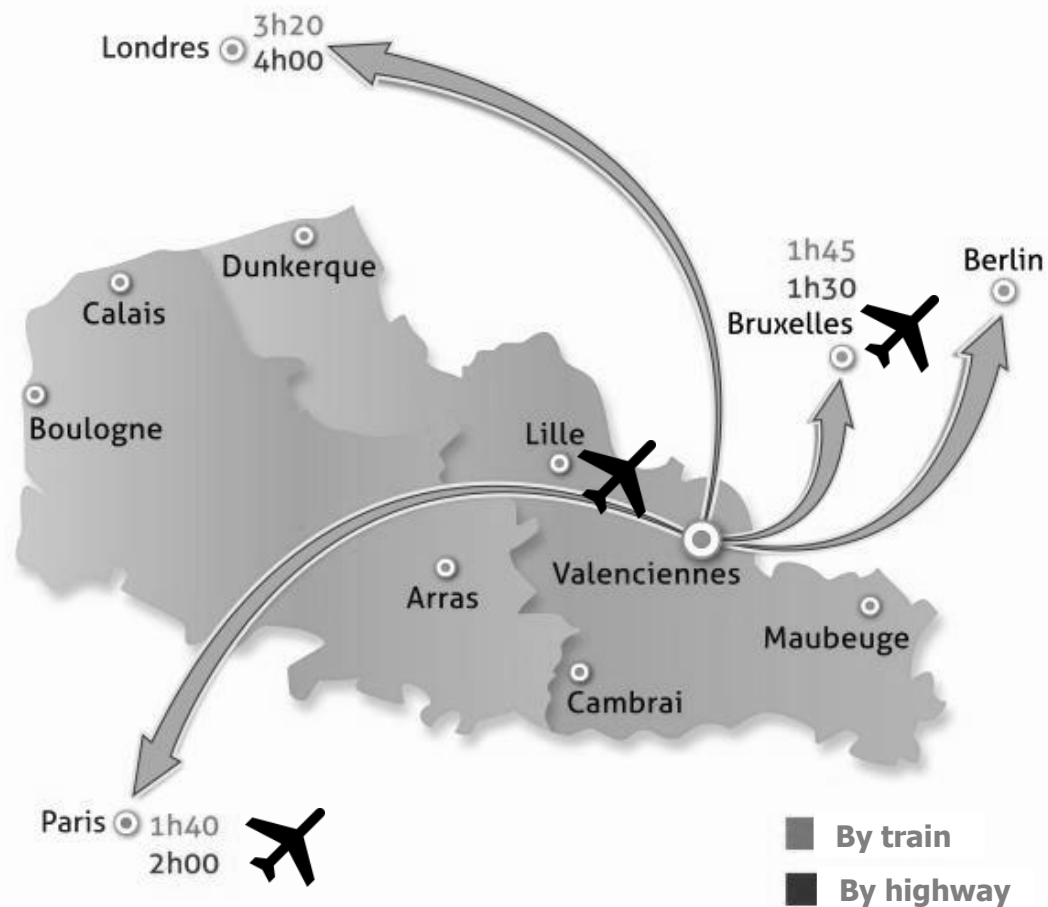 3h20
Londres
4h00
Dunkerque
Calais
Boulogne
1h45
1h30
Bruxelles
Berlin
Lille
Valenciennes
Arras
Maubeuge
Cambrai
Paris
1h40
2h00
By train
By highway